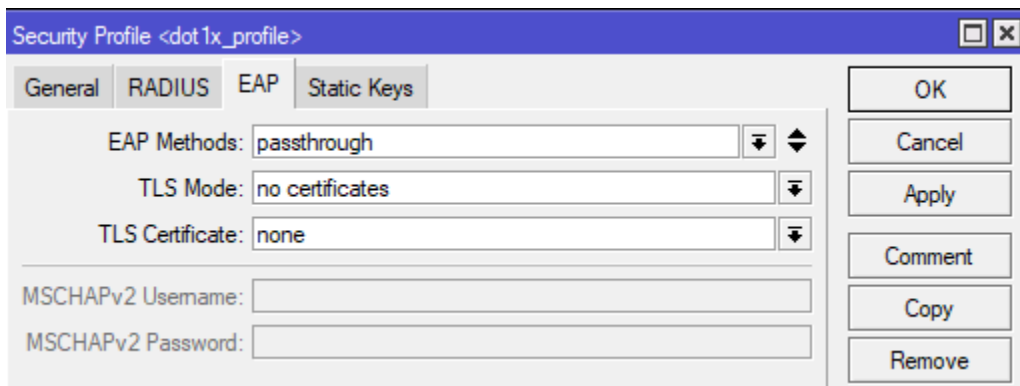 Security Profile <dot1x_profile>
General RADIUS EAP Static Keys
OK
EAP Methods: passthrough
Cancel
TLS Mode: no certificates
Apply
TLS Certificate: none
Comment
MSCHAPv2 Username:
Copy
MSCHAPv2 Password:
Remove